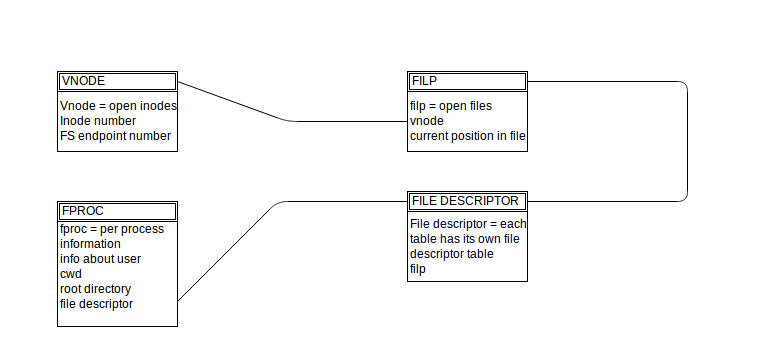 VNODE
Vnode = open inodes
Inode number
FS endpoint number
FILP
filp = open files
vnode
current position in file
FPROC
fproc = per process
information
info about user
cwd
root directory
file descriptor
FILE DESCRIPTOR
File descriptor = each
table has its own file
descriptor table
filp